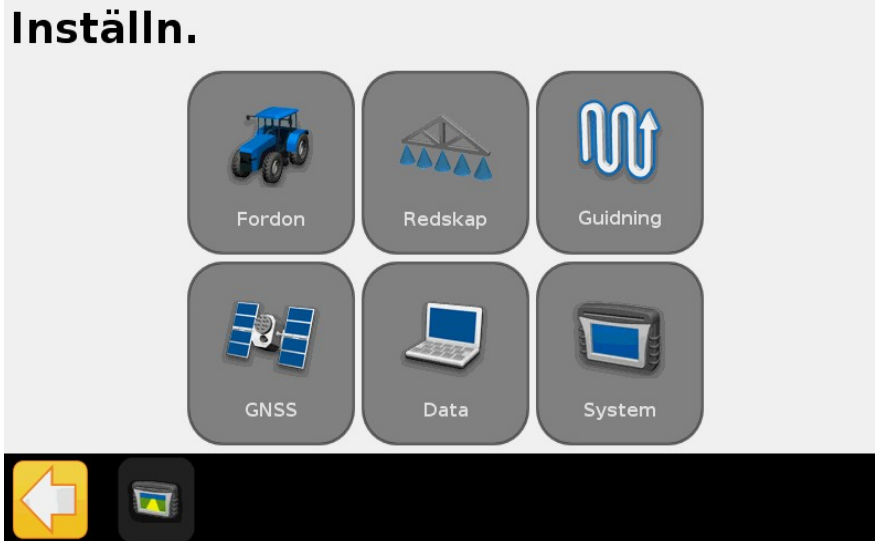 Inställn.
Fordon
Redskap
Guidning
GNSS
Data
System